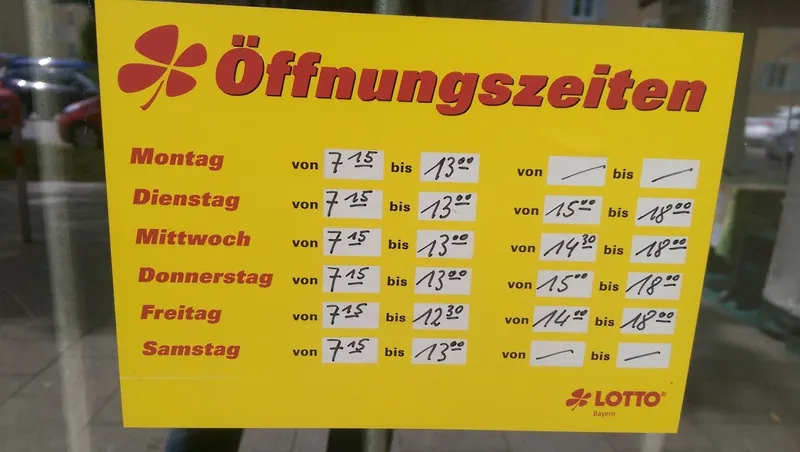 Öffnungszeiten
Montag von 7 15 bis 13 00 von — bis —
Dienstag von 7 15 bis 13 00 von 15 00 bis 18 00
Mittwoch von 7 15 bis 13 00 von 14 30 bis 18 00
Donnerstag von 7 15 bis 13 00 von 15 00 bis 18 00
Freitag von 7 15 bis 12 30 von 14 00 bis 18 00
Samstag von 7 15 bis 13 00 von — bis —
LOTTO®
Bayern